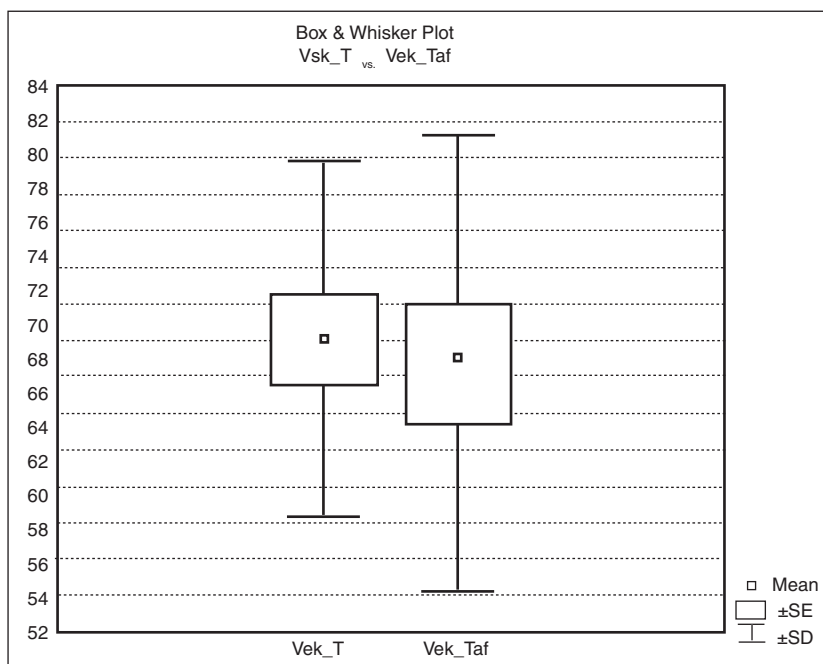 Box & Whisker Plot
Vsk_T vs. Vek_Taf
84
82
80
78
76
74
72
70
68
66
64
62
60
58
56
54
52
Vek_T Vek_Taf
Mean
±SE
±SD